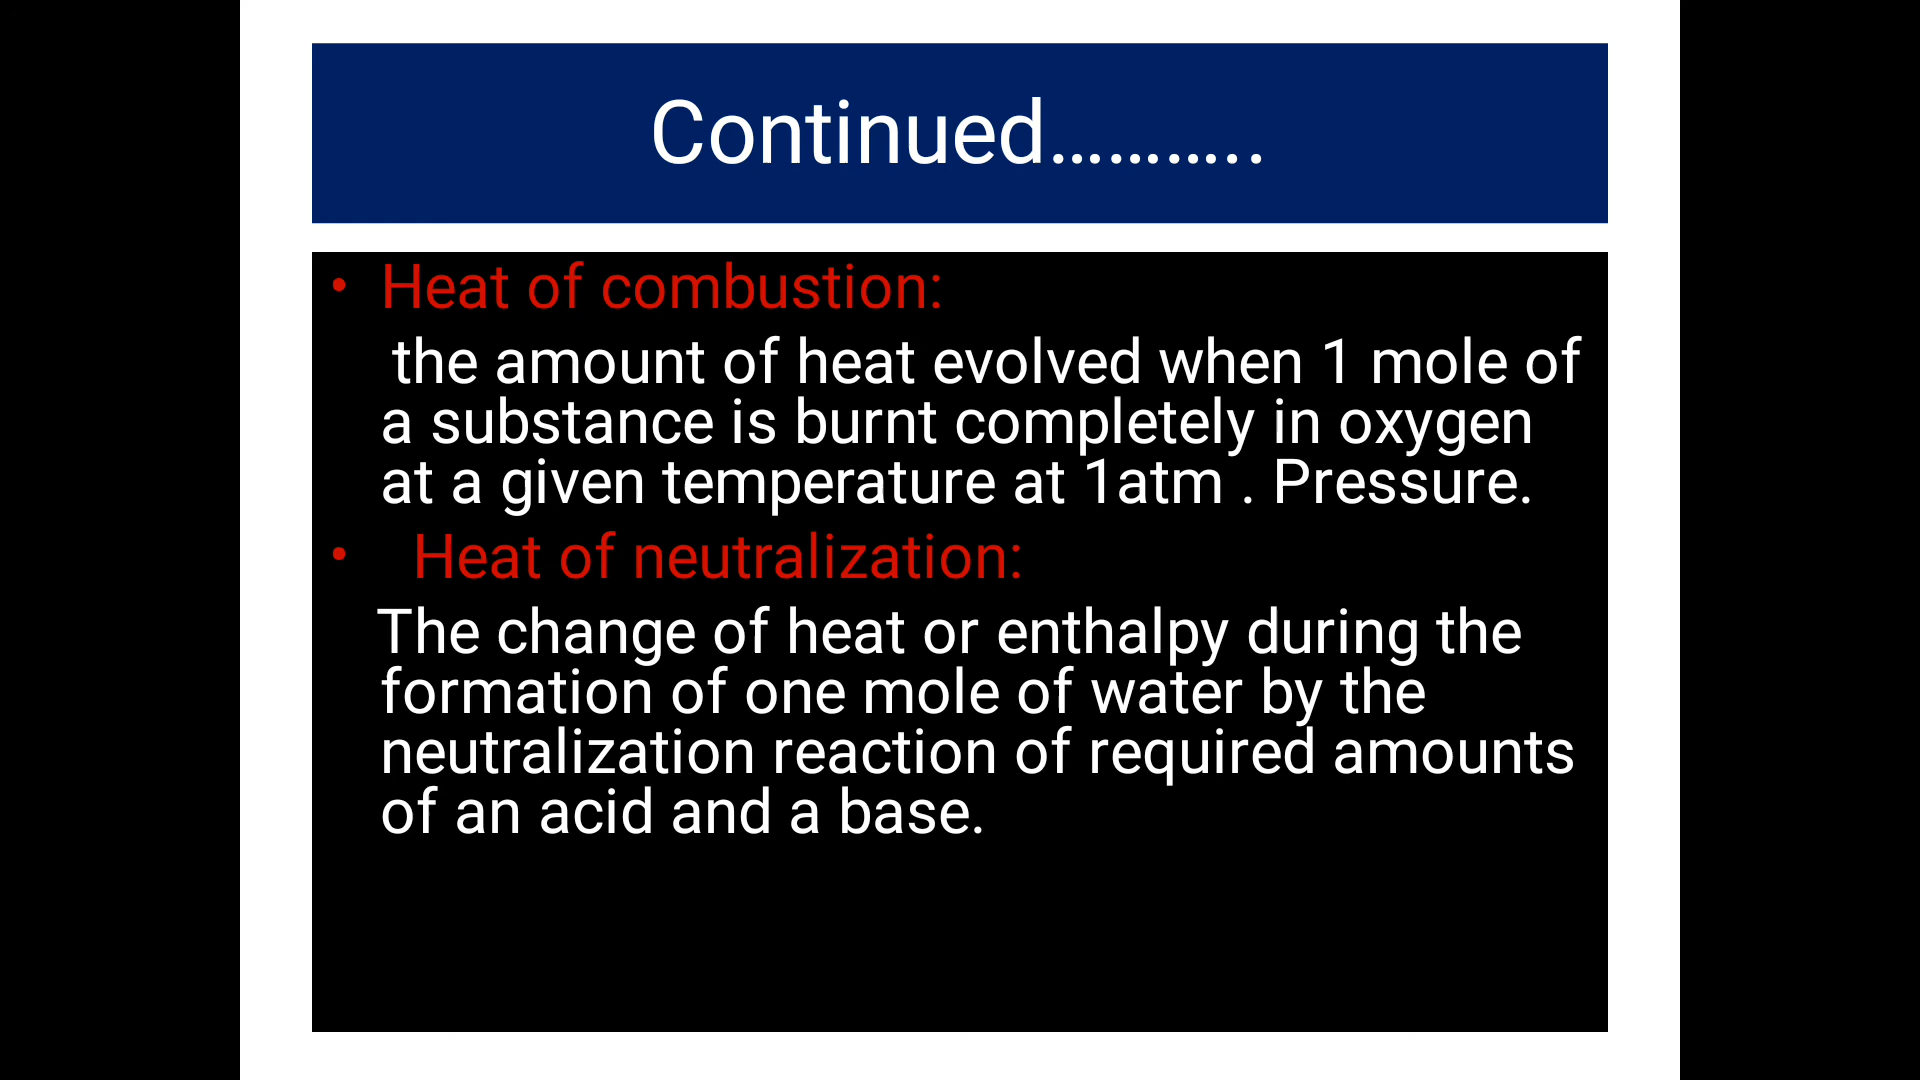 Continued………..
• Heat of combustion:
the amount of heat evolved when 1 mole of
a substance is burnt completely in oxygen
at a given temperature at 1atm . Pressure.
• Heat of neutralization:
The change of heat or enthalpy during the
formation of one mole of water by the
neutralization reaction of required amounts
of an acid and a base.